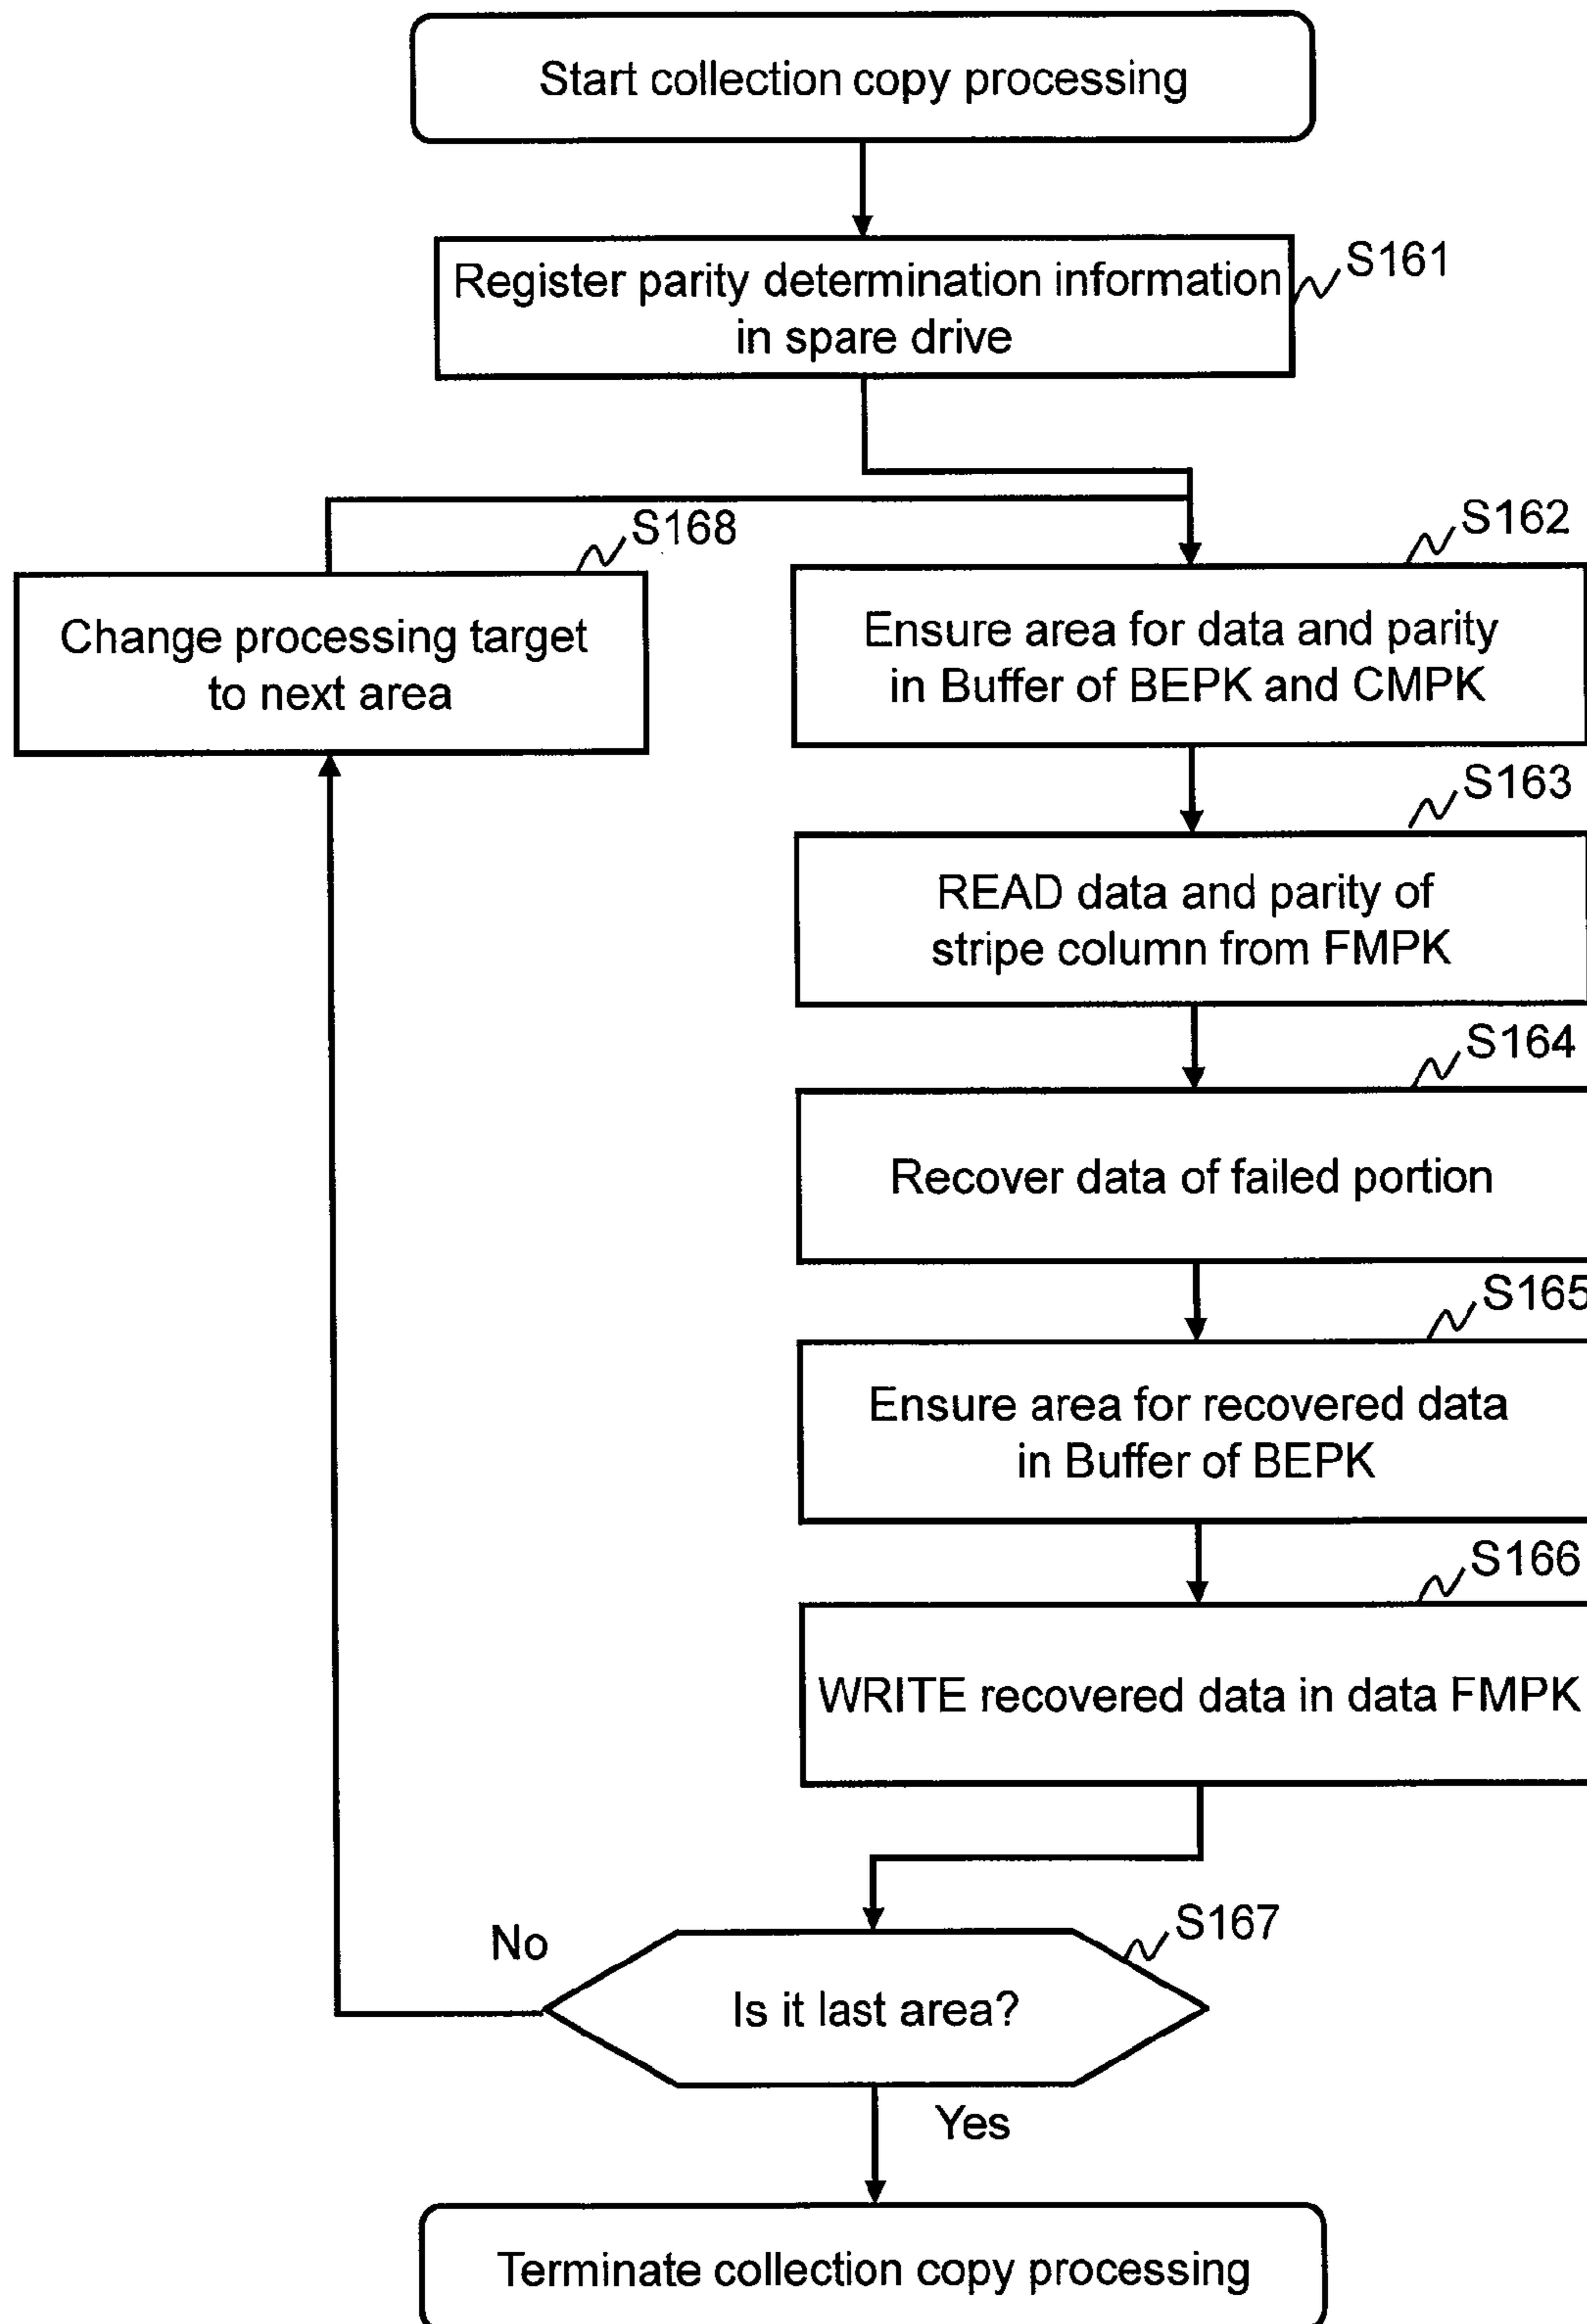 Start collection copy processing
S161
Register parity determination information
in spare drive
S168
Change processing target
to next area
S162
Ensure area for data and parity
in Buffer of BEPK and CMPK
S163
READ data and parity of
stripe column from FMPK
S164
Recover data of failed portion
S165
Ensure area for recovered data
in Buffer of BEPK
S166
WRITE recovered data in data FMPK
S167
No
Is it last area?
Yes
Terminate collection copy processing